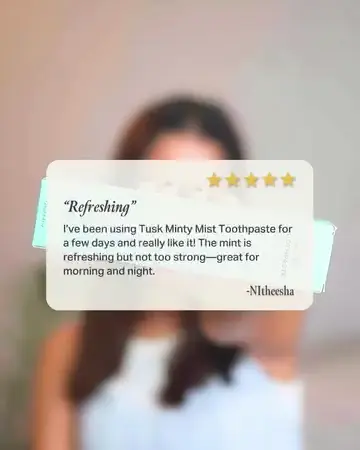 “Refreshing”
I've been using Tusk Minty Mist Toothpaste for
a few days and really like it! The mint is
refreshing but not too strong—great for
morning and night.
-NItheesha